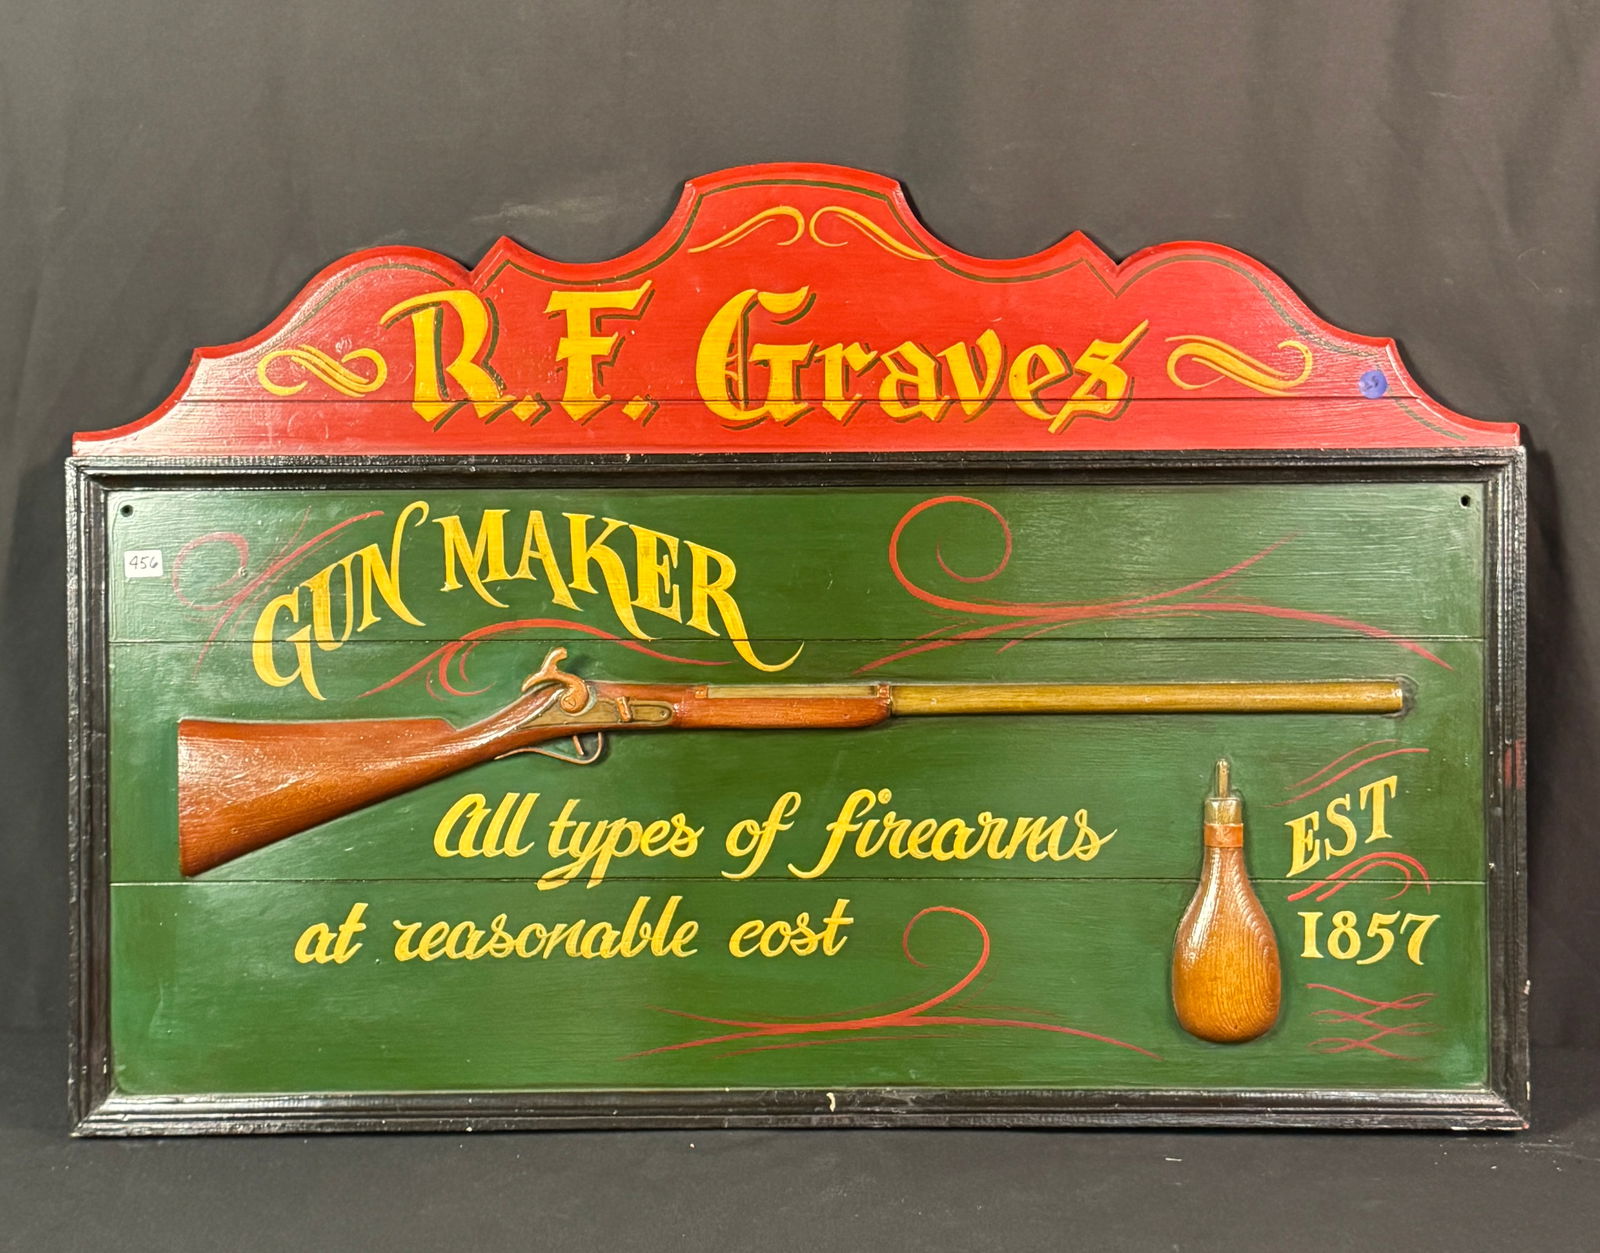 R.F. Graves
GUN MAKER
456
All types of firearms
at reasonable cost
EST
1857